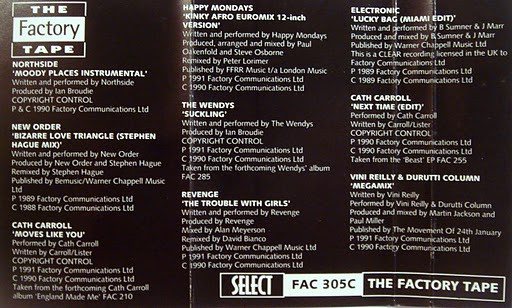 THE
Factory
TAPE
NORTHSIDE
'MOODY PLACES INSTRUMENTAL'
Written and performed by Northside
Produced by Ian Broudie
COPYRIGHT CONTROL
P & C 1990 Factory Communications Ltd
NEW ORDER
'BIZARRE LOVE TRIANGLE (STEPHEN
HAGUE MIX)'
Written and performed by New Order
Produced by New Order and Stephen Hague
Remixed by Stephen Hague
Published by Bemusic/Warner Chappell Music
Ltd
P 1989 Factory Communications Ltd
C 1988 Factory Communications Ltd
CATH CARROLL
'MOVES LIKE YOU'
Performed by Cath Carroll
Written by Carroll/Lister
COPYRIGHT CONTROL
P 1991 Factory Communications Ltd
C 1990 Factory Communications Ltd
Taken from the forthcoming Cath Carroll
album 'England Made Me' FAC 210
HAPPY MONDAYS
'KINKY AFRO EUROMIX 12-inch
VERSION'
Written and performed by Happy Mondays
Produced, arranged and mixed by Paul
Oakenfold and Steve Osborne
Remixed by Peter Lorimer
Published by FFRR Music t/a London Music
P 1991 Factory Communications Ltd
C 1990 Factory Communications Ltd
THE WENDYS
'SUCKLING'
Written and performed by The Wendys
Produced by Ian Broudie
COPYRIGHT CONTROL
P 1991 Factory Communications Ltd
C 1990 Factory Communications Ltd
Taken from the forthcoming Wendys' album
FAC 285
REVENGE
'THE TROUBLE WITH GIRLS'
Written and performed by Revenge
Produced by Revenge
Mixed by Alan Meyerson
Remixed by David Bianco
Published by Warner Chappell Music Ltd
P 1991 Factory Communications Ltd
C 1990 Factory Communications Ltd
ELECTRONIC
'LUCKY BAG (MIAMI EDIT)'
Written and performed by B Sumner & J Marr
Produced and mixed by B Sumner & J Marr
Published by Warner Chappell Music Ltd
This is a CLEAR recording licensed in the UK to
Factory Communications Ltd
P 1989 Factory Communications Ltd
C 1989 Factory Communications Ltd
CATH CARROLL
'NEXT TIME (EDIT)'
Performed by Cath Carroll
Written by Carroll/Lister
COPYRIGHT CONTROL
P 1990 Factory Communications Ltd
C 1990 Factory Communications Ltd
Taken from the 'Beast' EP FAC 255
VINI REILLY & DURUTTI COLUMN
'MEGAMIX'
Written by Vini Reilly
Performed by Vini Reilly & Durutti Column
Produced and mixed by Martin Jackson and
Paul Miller
Published by The Movement Of 24th January
P 1991 Factory Communications Ltd
C 1990 Factory Communications Ltd
SELECT FAC 305C THE FACTORY TAPE